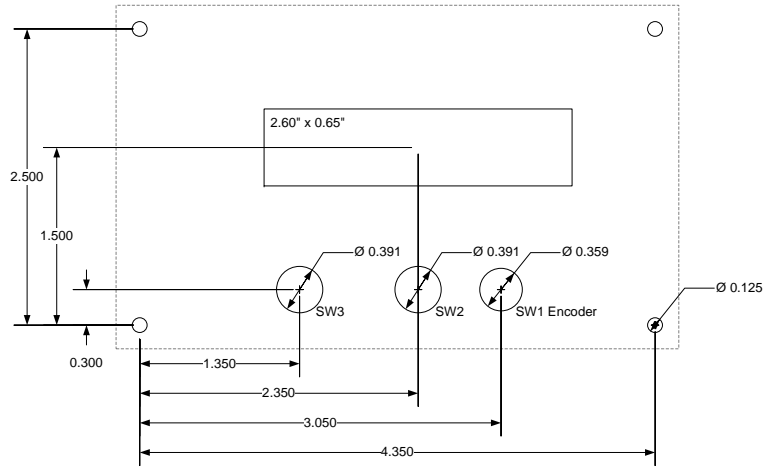 2.60" x 0.65"
2.500
1.500
Ø 0.391
Ø 0.391
Ø 0.359
Ø 0.125
SW3
SW2
SW1 Encoder
0.300
1.350
2.350
3.050
4.350